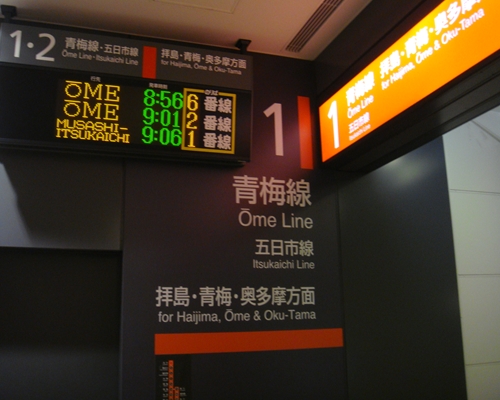 1・2 青梅線・五日市線 拝島・青梅・奥多摩方面
Ōme Line・Itsukaichi Line for Haijima, Ōme & Oku-Tama
ŌME 8:56 6 番線
ŌME 9:01 2 番線
MUSASHI-ITSUKAICHI 9:06 1 番線
1
青梅線
Ōme Line
五日市線
Itsukaichi Line
拝島・青梅・奥多摩方面
for Haijima, Ōme & Oku-Tama
1 青梅線 拝島・青梅・奥多摩
Ōme Line for Haijima, Ōme & Oku-Tama
五日市線